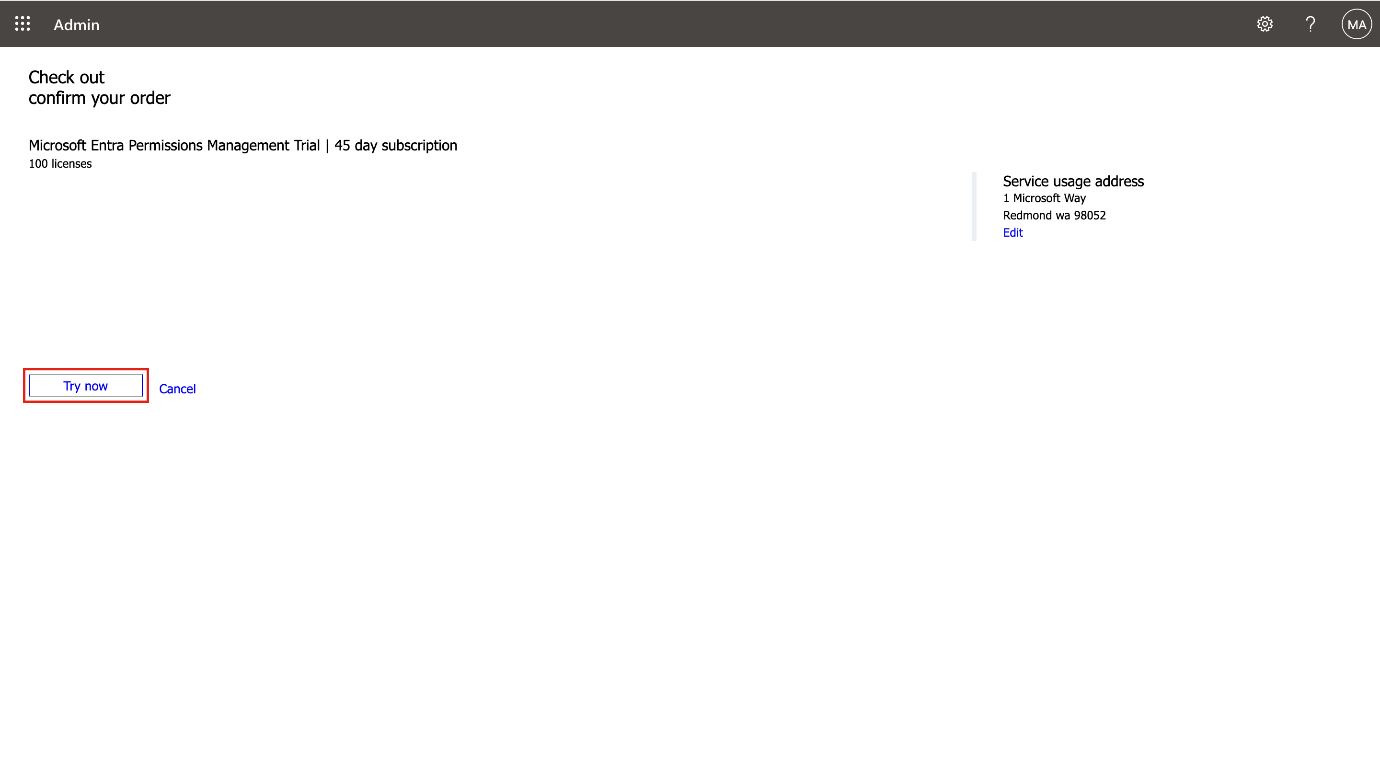 Admin
?
MA
Check out
confirm your order
Microsoft Entra Permissions Management Trial | 45 day subscription
100 licenses
Service usage address
1 Microsoft Way
Redmond wa 98052
Edit
Try now
Cancel